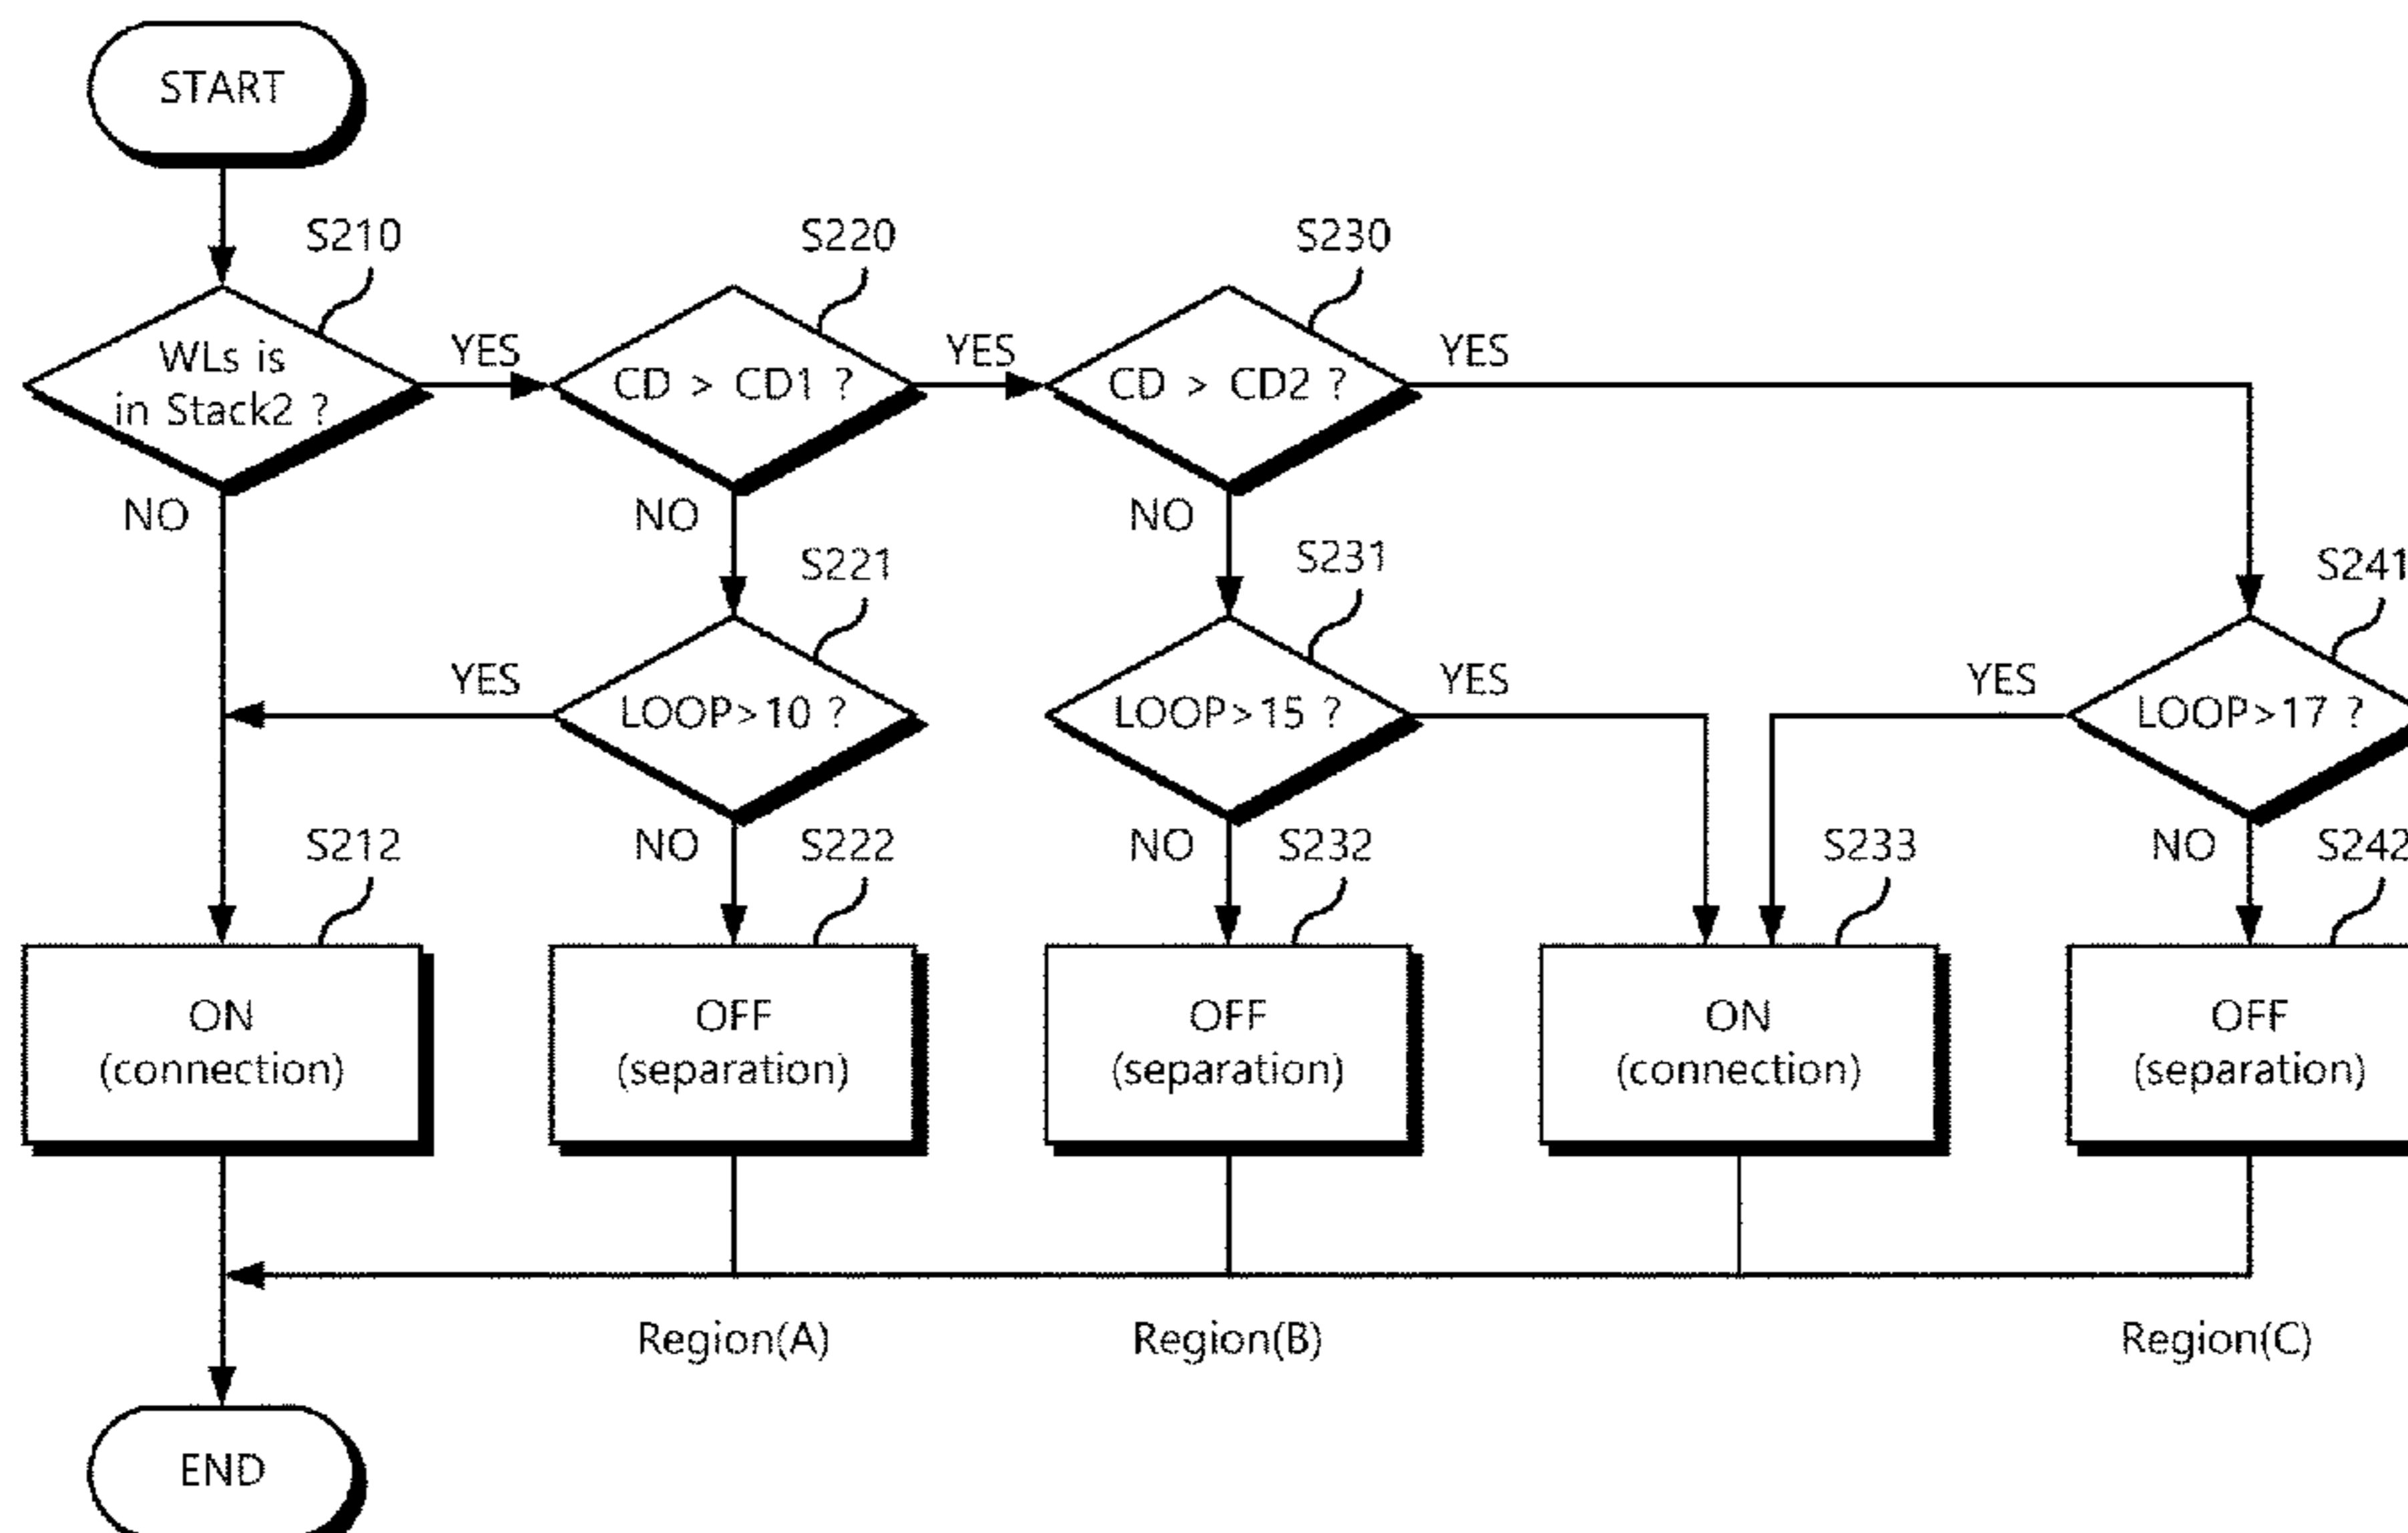 START
S210
S220
S230
WLs is
in Stack2 ?
YES
CD > CD1 ?
YES
CD > CD2 ?
YES
NO
NO
NO
S221
S231
S241
YES
LOOP>10 ?
LOOP>15 ?
YES
YES
LOOP>17 ?
S212
NO
S222
NO
S232
S233
NO
S242
ON
(connection)
OFF
(separation)
OFF
(separation)
ON
(connection)
OFF
(separation)
Region(A)
Region(B)
Region(C)
END